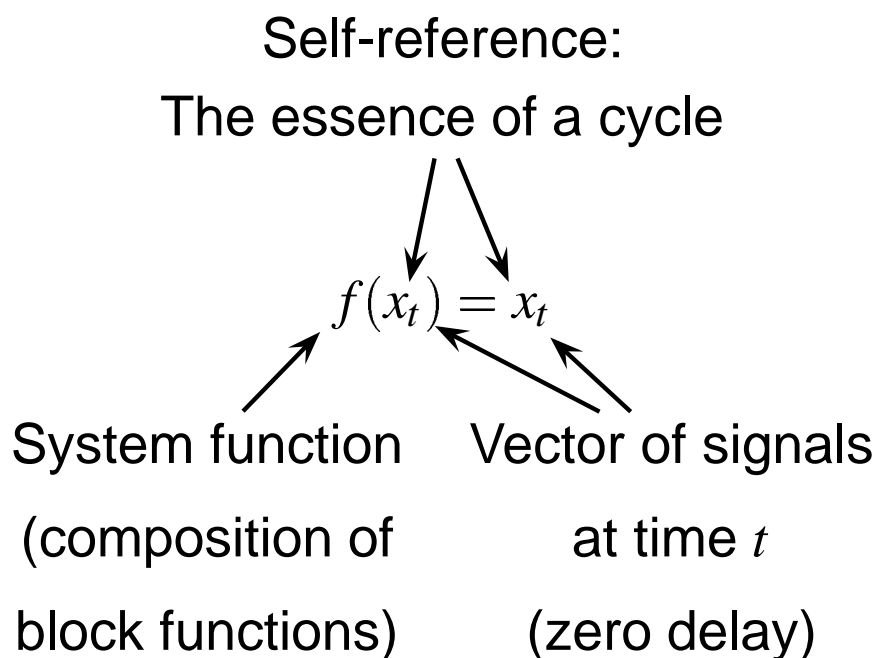 Self-reference:
The essence of a cycle
f(x_t) = x_t
System function
(composition of
block functions)
Vector of signals
at time t
(zero delay)